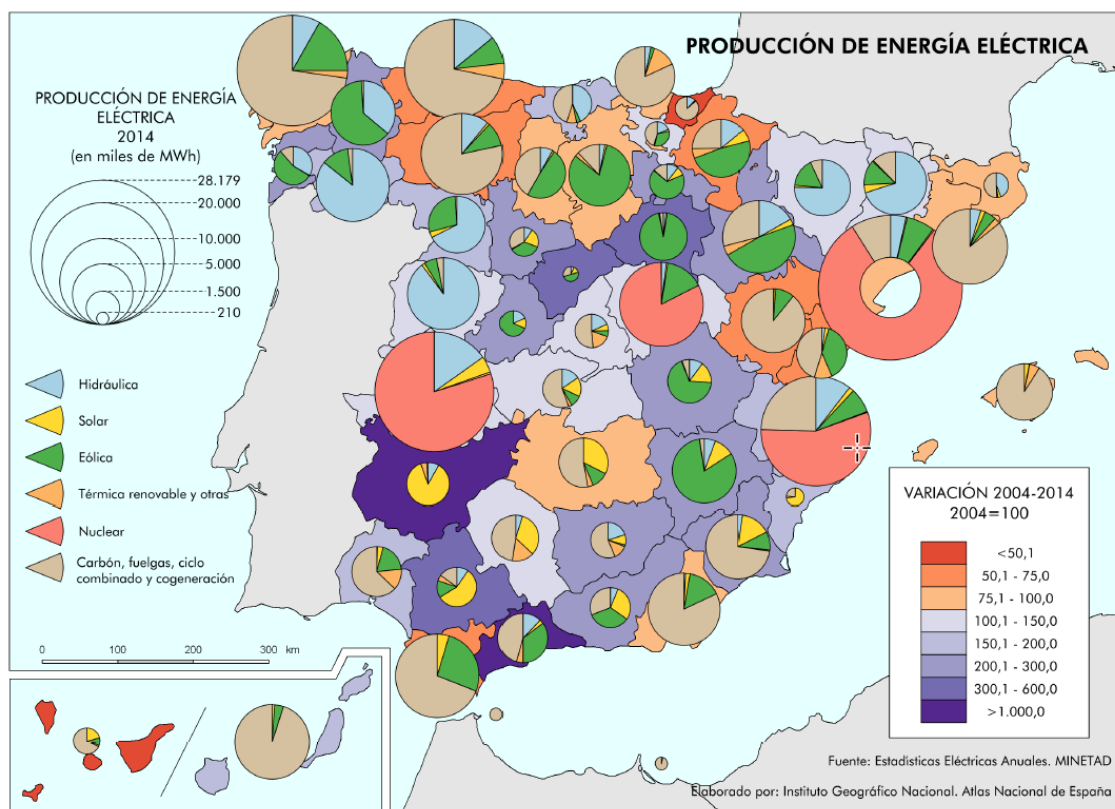 PRODUCCIÓN DE ENERGÍA ELÉCTRICA
PRODUCCIÓN DE ENERGÍA
ELÉCTRICA
2014
(en miles de MWh)
28.179
20.000
10.000
5.000
1.500
210
Hidráulica
Solar
Eólica
Térmica renovable y otras
Nuclear
Carbón, fuelgas, ciclo
combinado y cogeneración
0 100 200 300 km
VARIACIÓN 2004-2014
2004=100
<50,1
50,1 - 75,0
75,1 - 100,0
100,1 - 150,0
150,1 - 200,0
200,1 - 300,0
300,1 - 600,0
>1.000,0
Fuente: Estadísticas Eléctricas Anuales. MINETAD
Elaborado por: Instituto Geográfico Nacional. Atlas Nacional de España